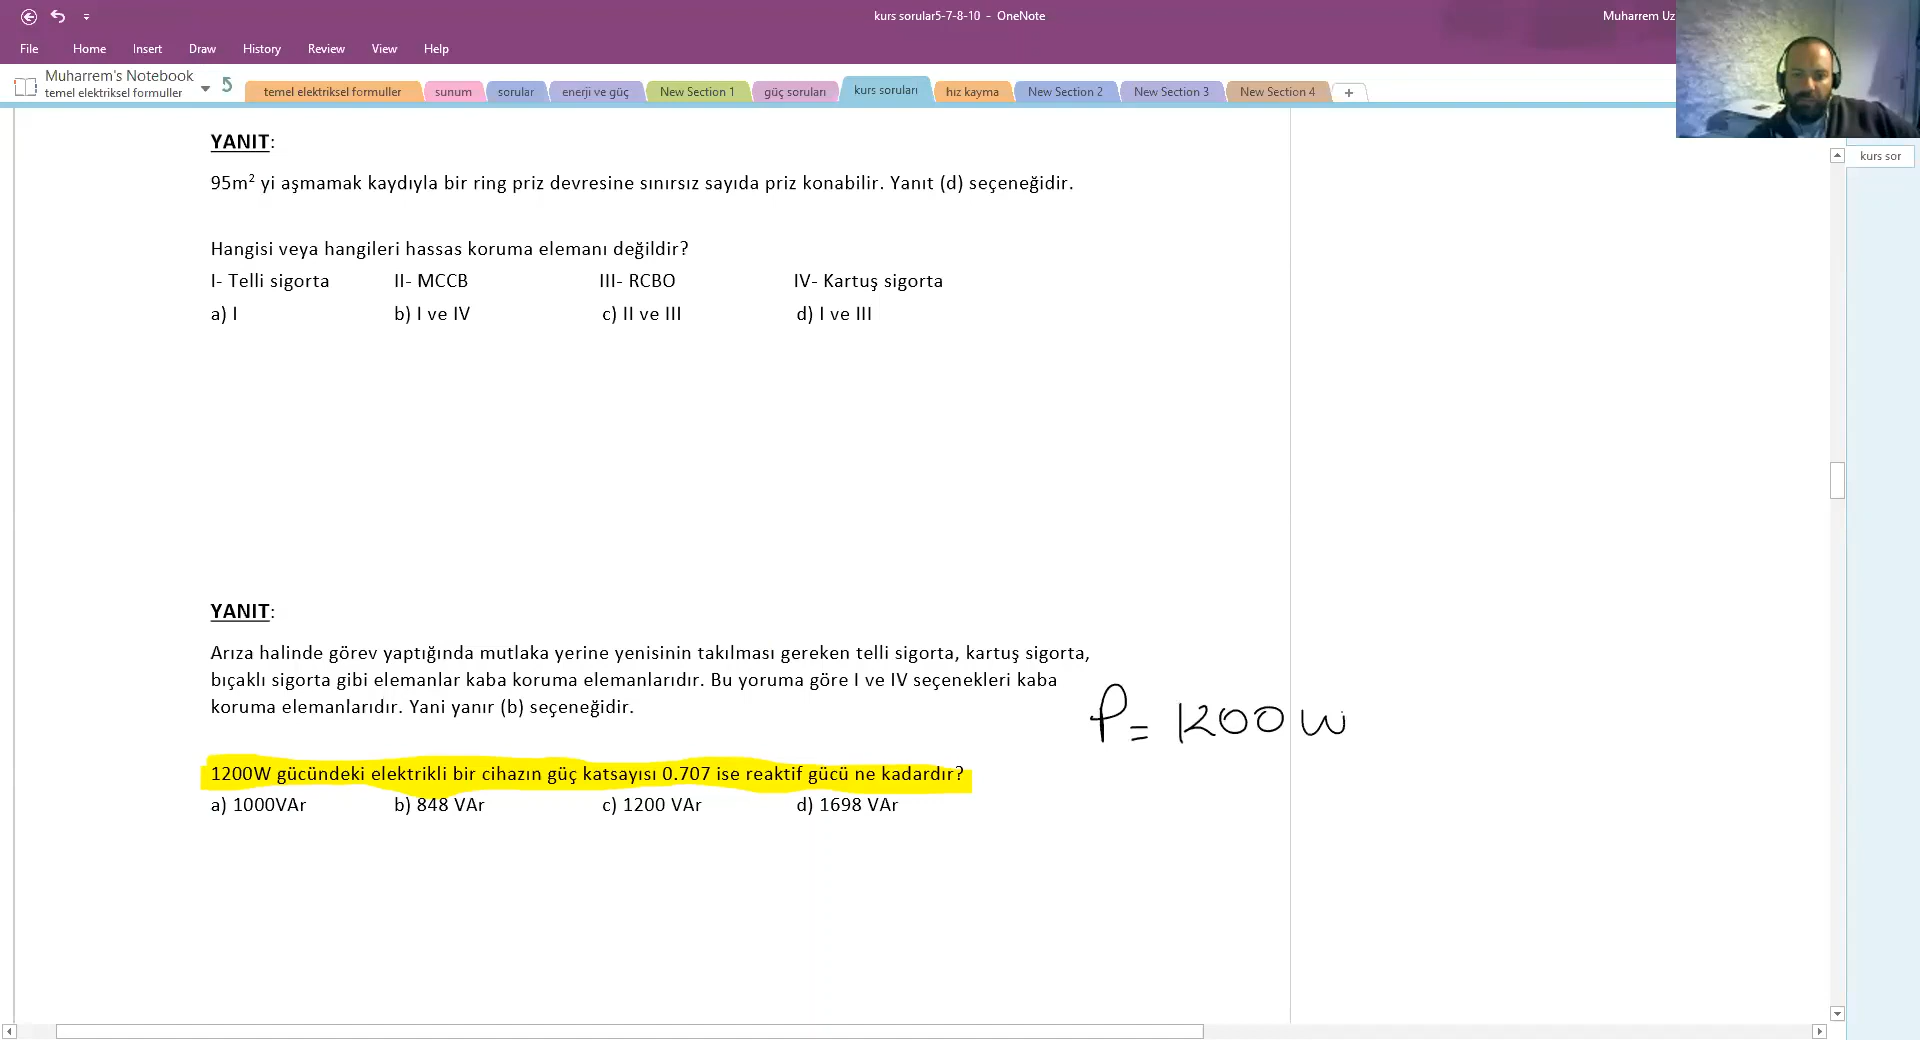 kurs sorular5-7-8-10 - OneNote
Muharrem Uz
File Home Insert Draw History Review View Help
Muharrem's Notebook
temel elektriksel formuller
temel elektriksel formuller sunum sorular enerji ve güç New Section 1 güç soruları kurs soruları hız kayma New Section 2 New Section 3 New Section 4 +
kurs sor
YANIT:
95m² yi aşmamak kaydıyla bir ring priz devresine sınırsız sayıda priz konabilir. Yanıt (d) seçeneğidir.
Hangisi veya hangileri hassas koruma elemanı değildir?
I- Telli sigorta II- MCCB III- RCBO IV- Kartuş sigorta
a) I b) I ve IV c) II ve III d) I ve III
YANIT:
Arıza halinde görev yaptığında mutlaka yerine yenisinin takılması gereken telli sigorta, kartuş sigorta,
bıçaklı sigorta gibi elemanlar kaba koruma elemanlarıdır. Bu yoruma göre I ve IV seçenekleri kaba
koruma elemanlarıdır. Yani yanır (b) seçeneğidir.
P = 1200 W
1200W gücündeki elektrikli bir cihazın güç katsayısı 0.707 ise reaktif gücü ne kadardır?
a) 1000VAr b) 848 VAr c) 1200 VAr d) 1698 VAr